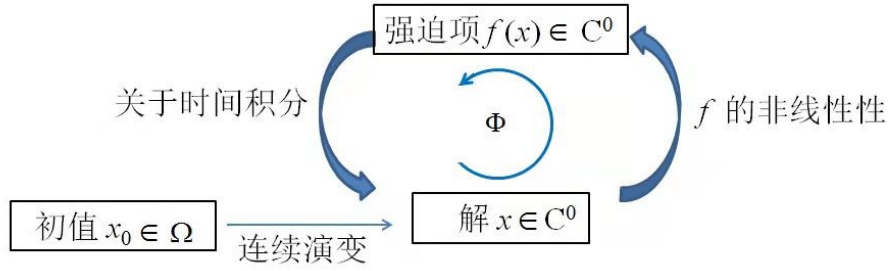 强迫项 f(x) ∈ C⁰
关于时间积分
Φ
f 的非线性性
初值 x₀ ∈ Ω
连续演变
解 x ∈ C⁰